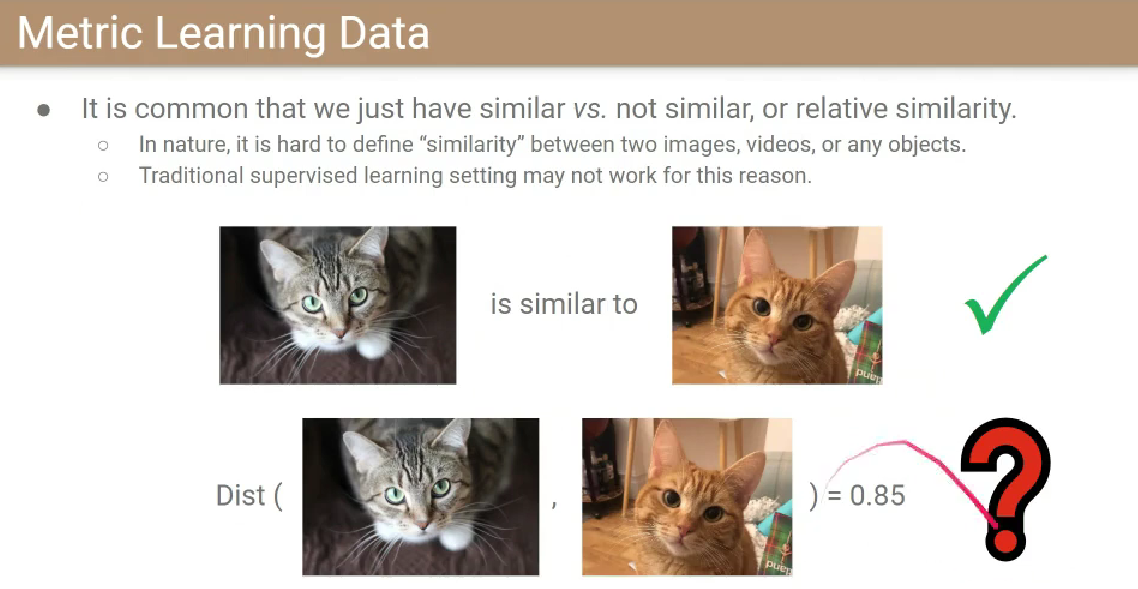 Metric Learning Data
● It is common that we just have similar vs. not similar, or relative similarity.
○ In nature, it is hard to define “similarity” between two images, videos, or any objects.
○ Traditional supervised learning setting may not work for this reason.
is similar to
Dist ( , ) = 0.85